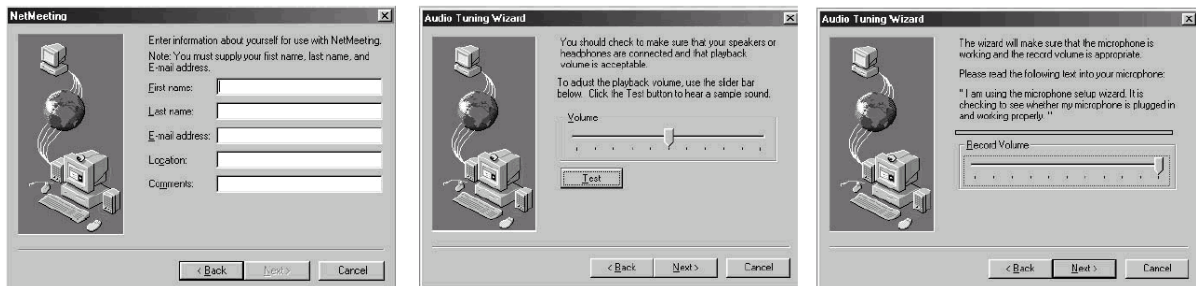 NetMeeting
Enter information about yourself for use with NetMeeting.
Note: You must supply your first name, last name, and
E-mail address.
First name:
Last name:
E-mail address:
Location:
Comments:
< Back
Next >
Cancel
Audio Tuning Wizard
You should check to make sure that your speakers or
headphones are connected and that playback
volume is acceptable.
To adjust the playback volume, use the slider bar
below. Click the Test button to hear a sample sound.
Volume
Test
< Back
Next >
Cancel
Audio Tuning Wizard
The wizard will make sure that the microphone is
working and the record volume is appropriate.
Please read the following text into your microphone:
" I am using the microphone setup wizard. It is
checking to see whether my microphone is plugged in
and working properly. "
Record Volume
< Back
Next >
Cancel